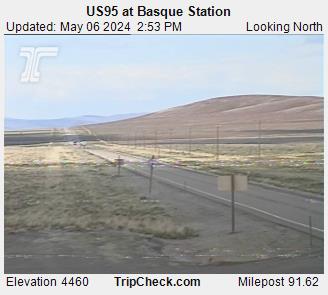 US95 at Basque Station
Updated: May 06 2024 2:53 PM Looking North
Elevation 4460 TripCheck.com Milepost 91.62